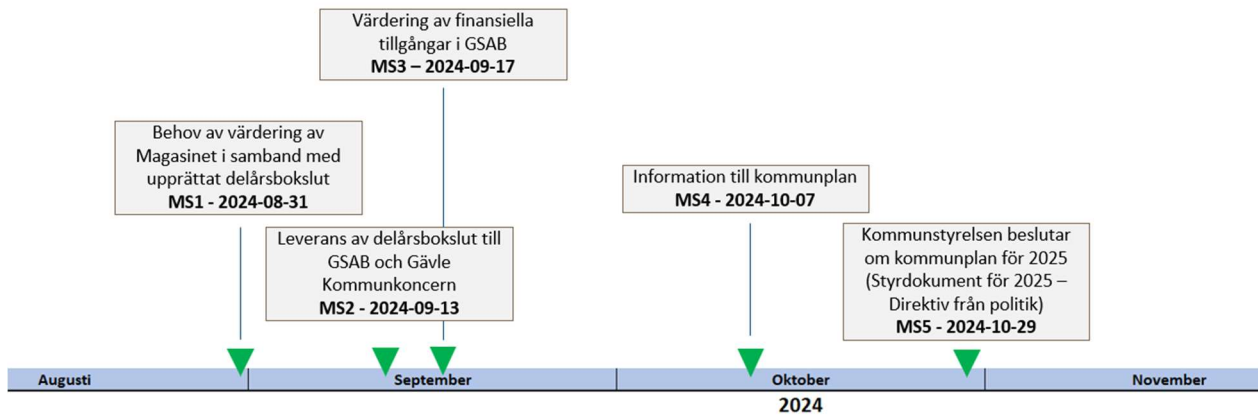 Värdering av finansiella
tillgångar i GSAB
MS3 – 2024-09-17
Behov av värdering av
Magasinet i samband med
upprättat delårsbokslut
MS1 - 2024-08-31
Leverans av delårsbokslut till
GSAB och Gävle
Kommunkoncern
MS2 - 2024-09-13
Information till kommunplan
MS4 - 2024-10-07
Kommunstyrelsen beslutar
om kommunplan för 2025
(Styrdokument för 2025 –
Direktiv från politik)
MS5 - 2024-10-29
Augusti
September
Oktober
November
2024